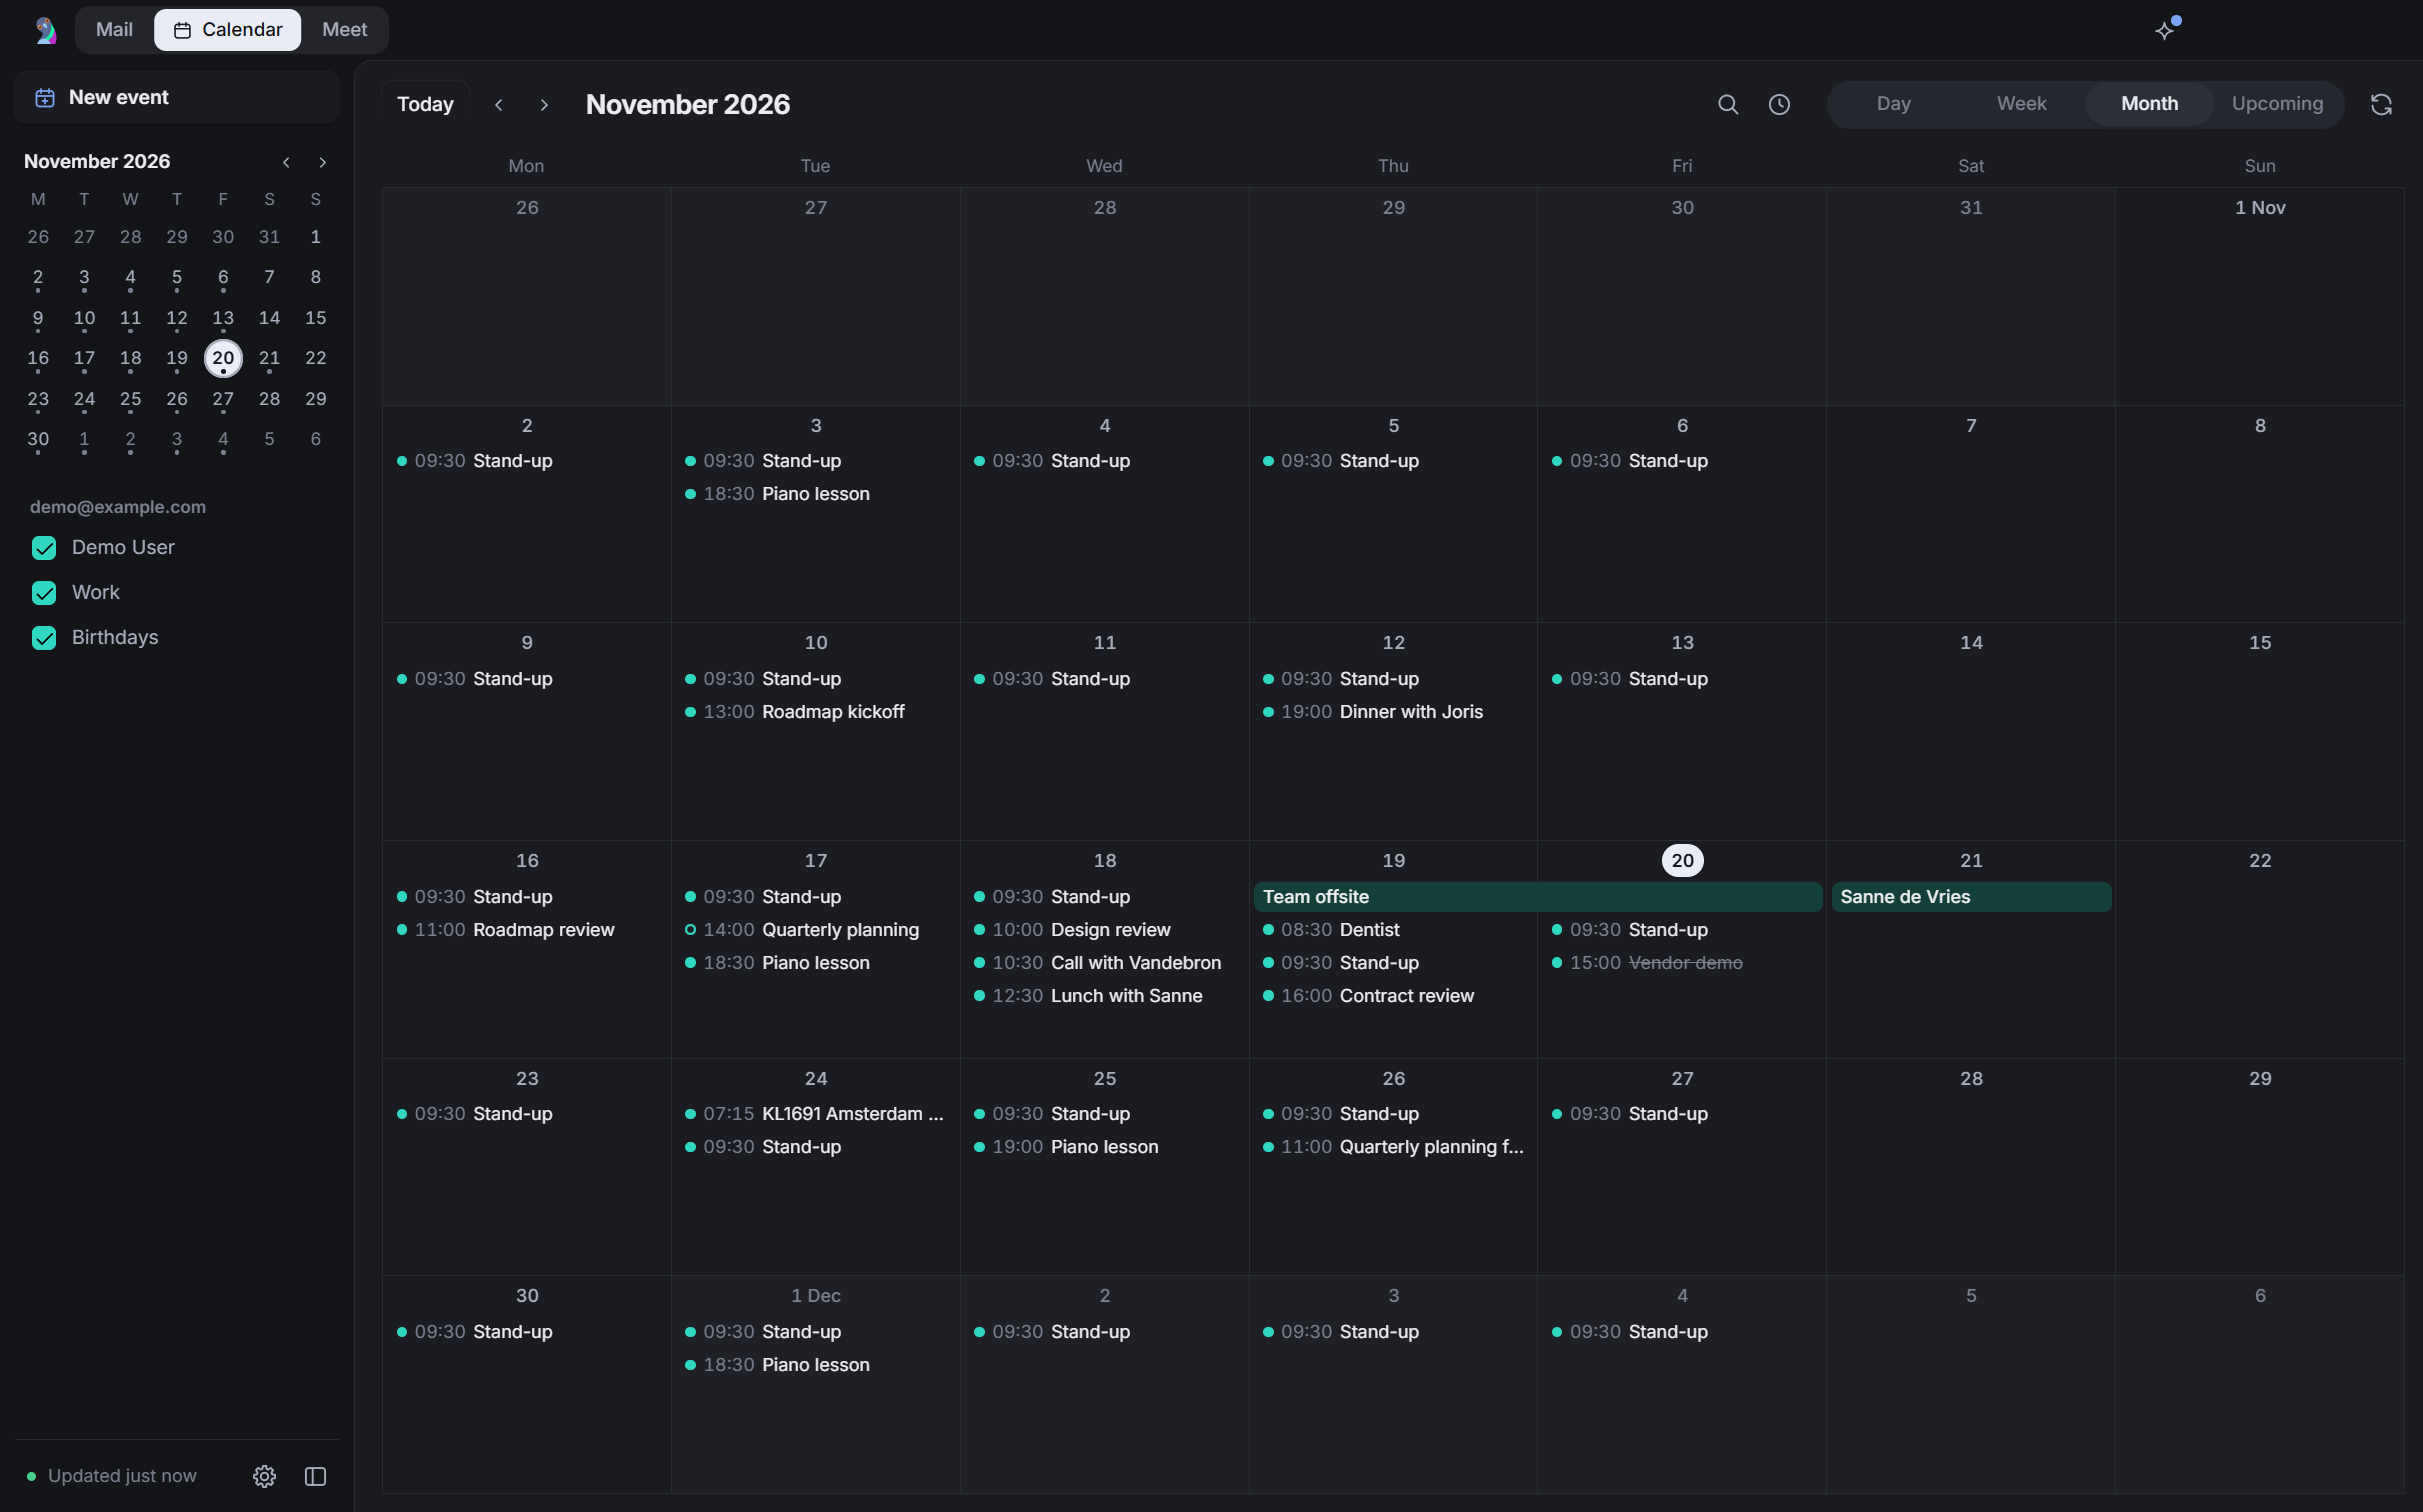 Mail Calendar Meet
New event
November 2026
M T W T F S S
26 27 28 29 30 31 1
2 3 4 5 6 7 8
9 10 11 12 13 14 15
16 17 18 19 20 21 22
23 24 25 26 27 28 29
30 1 2 3 4 5 6
demo@example.com
Demo User
Work
Birthdays
Updated just now
Today November 2026 Day Week Month Upcoming
Mon Tue Wed Thu Fri Sat Sun
26 27 28 29 30 31 1 Nov
2 3 4 5 6 7 8
09:30 Stand-up 09:30 Stand-up 09:30 Stand-up 09:30 Stand-up 09:30 Stand-up
18:30 Piano lesson
9 10 11 12 13 14 15
09:30 Stand-up 09:30 Stand-up 09:30 Stand-up 09:30 Stand-up 09:30 Stand-up
13:00 Roadmap kickoff 19:00 Dinner with Joris
16 17 18 19 20 21 22
09:30 Stand-up 09:30 Stand-up 09:30 Stand-up Team offsite Sanne de Vries
11:00 Roadmap review 14:00 Quarterly planning 10:00 Design review 08:30 Dentist 09:30 Stand-up
18:30 Piano lesson 10:30 Call with Vandebron 09:30 Stand-up 15:00 Vendor demo
12:30 Lunch with Sanne 16:00 Contract review
23 24 25 26 27 28 29
09:30 Stand-up 07:15 KL1691 Amsterdam ... 09:30 Stand-up 09:30 Stand-up 09:30 Stand-up
09:30 Stand-up 19:00 Piano lesson 11:00 Quarterly planning f...
30 1 Dec 2 3 4 5 6
09:30 Stand-up 09:30 Stand-up 09:30 Stand-up 09:30 Stand-up 09:30 Stand-up
18:30 Piano lesson